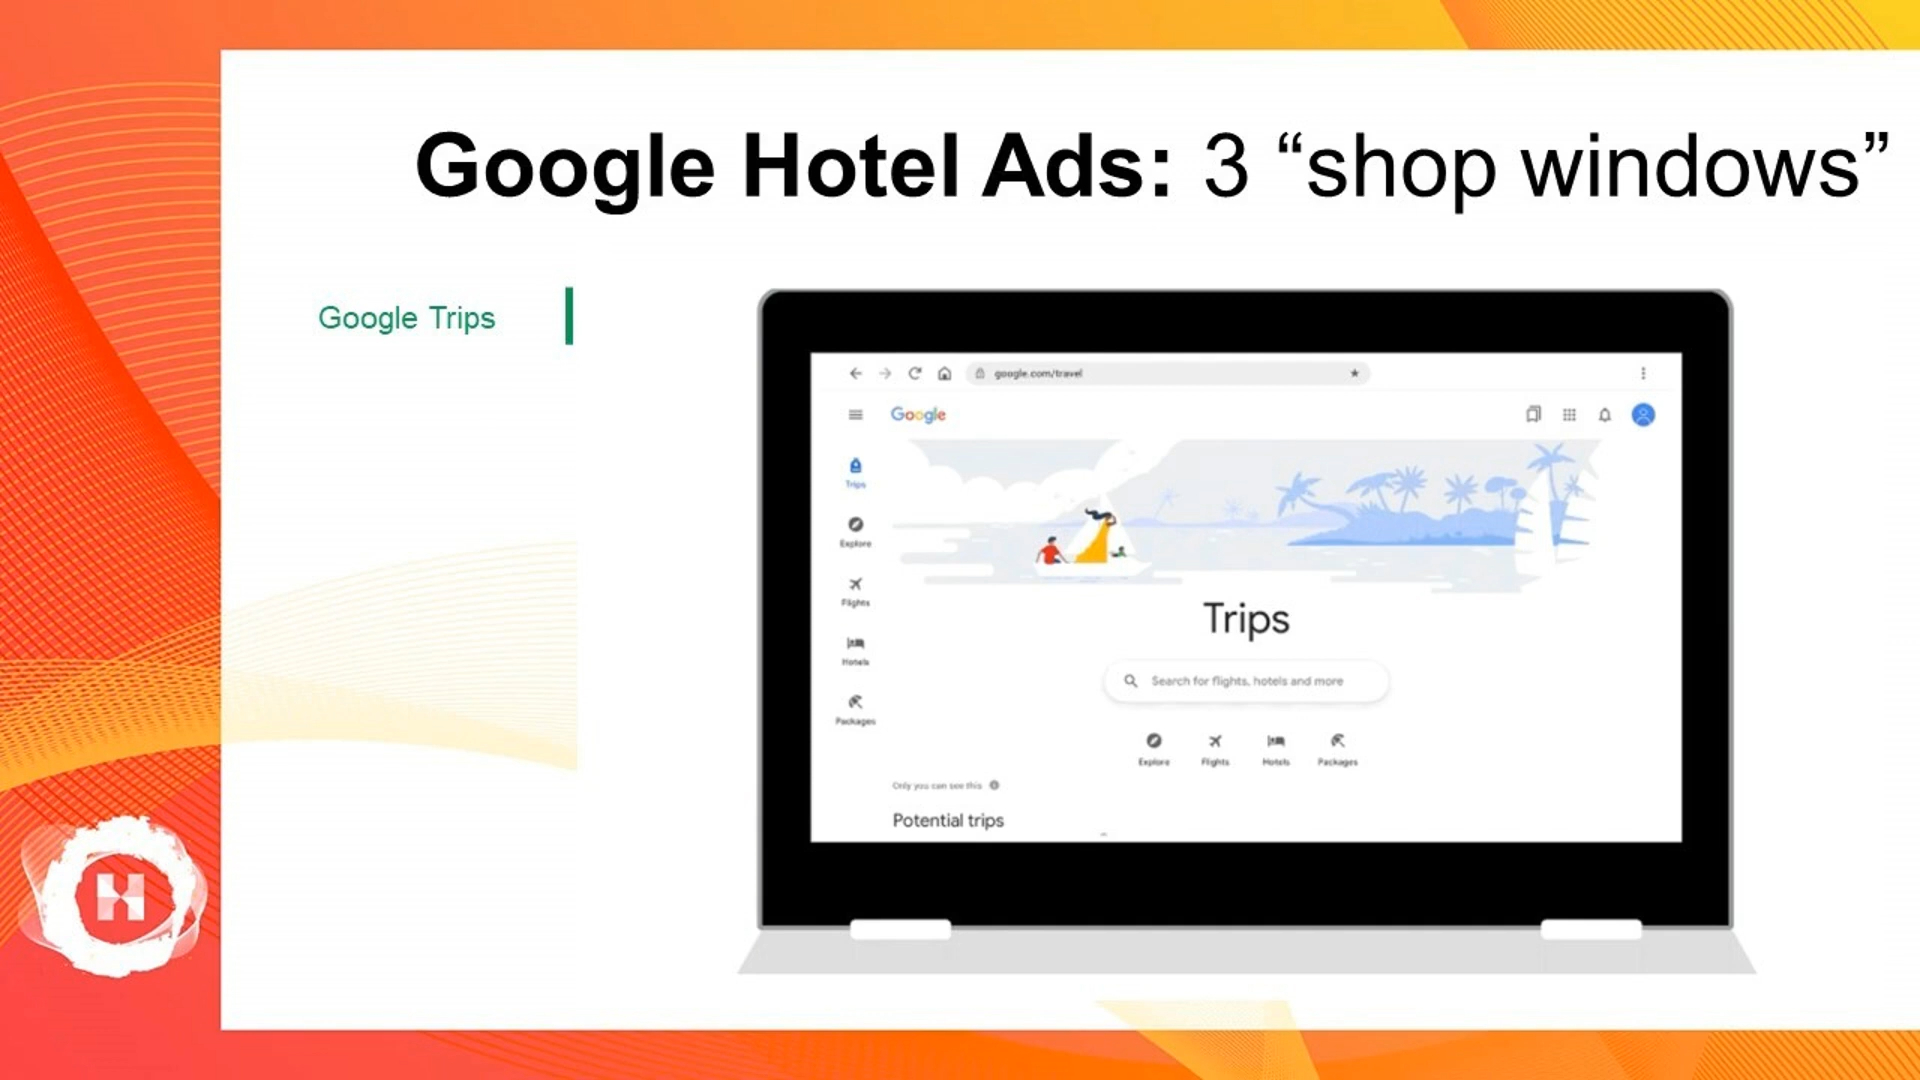 Google Hotel Ads: 3 “shop windows”
Google Trips
google.com/travel
Google
Trips
Explore
Flights
Hotels
Packages
Trips
Search for flights, hotels and more
Explore Flights Hotels Packages
Only you can see this
Potential trips
H